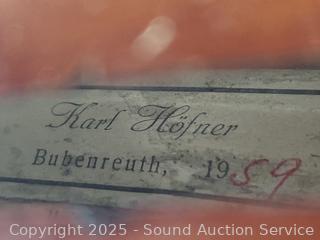 Karl Höfner
Bubenreuth, 1959
Copyright 2025 - Sound Auction Service